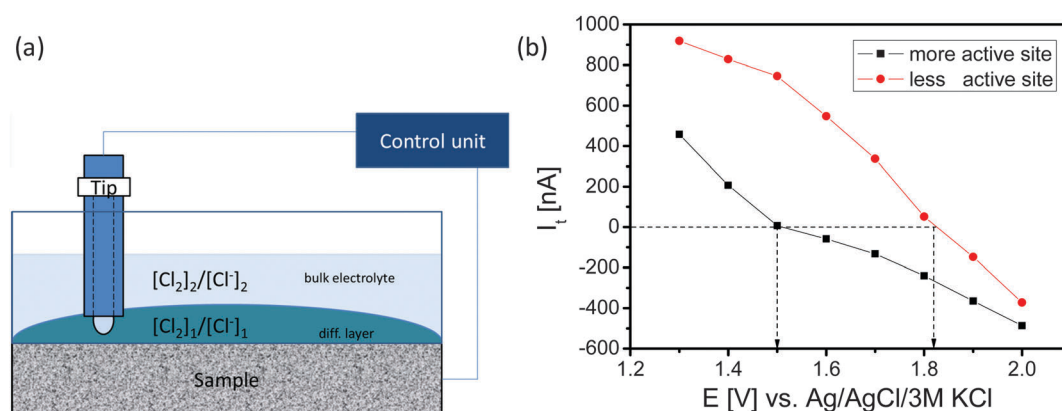 (a)
Control unit
Tip
[Cl₂]₂/[Cl⁻]₂
bulk electrolyte
[Cl₂]₁/[Cl⁻]₁
diff. layer
Sample
(b)
more active site
less active site
Iₜ [nA]
1000
800
600
400
200
0
-200
-400
-600
1.2 1.4 1.6 1.8 2.0
E [V] vs. Ag/AgCl/3M KCl